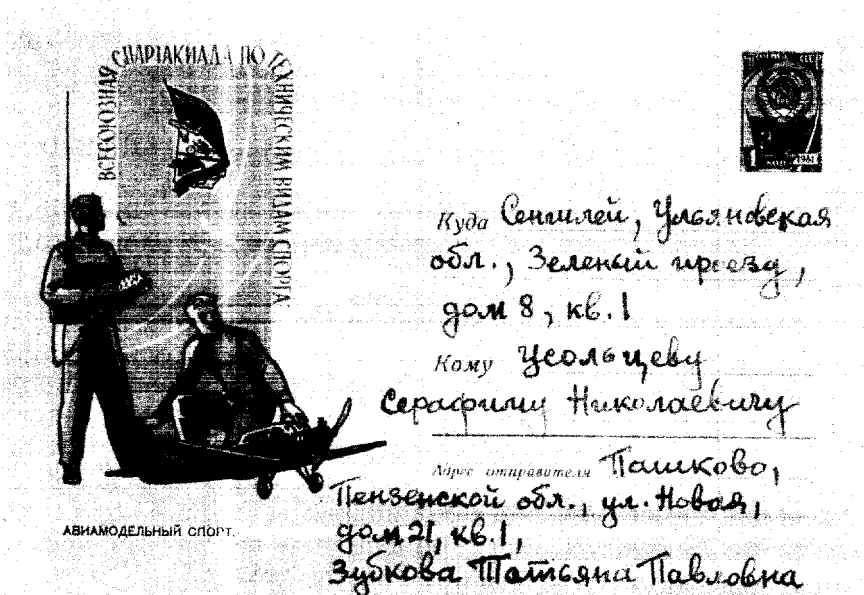 ВСЕСОЮЗНАЯ СПАРТАКИАДА ПО ТЕХНИЧЕСКИМ ВИДАМ СПОРТА
1961
Куда Сенгилей, Ульяновская
обл., Зеленый проезд,
дом 8, кв. 1
Кому Усольцеву
Серафиму Николаевичу
Адрес отправителя Пашково,
Пензенской обл., ул. Новая,
дом 21, кв. 1,
Зубкова Татьяна Павловна
АВИАМОДЕЛЬНЫЙ СПОРТ.